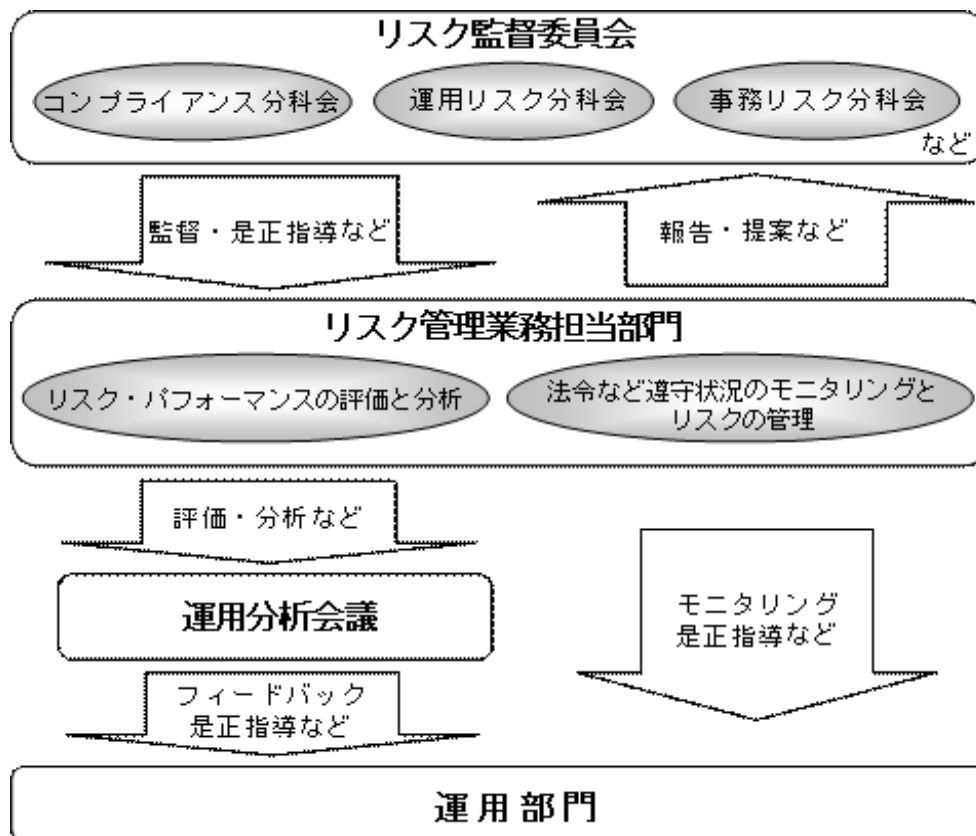 リスク監督委員会
コンプライアンス分科会
運用リスク分科会
事務リスク分科会
など
監督・是正指導など
報告・提案など
リスク管理業務担当部門
リスク・パフォーマンスの評価と分析
法令など遵守状況のモニタリングと
リスクの管理
評価・分析など
運用分析会議
モニタリング
是正指導など
フィードバック
是正指導など
運用部門